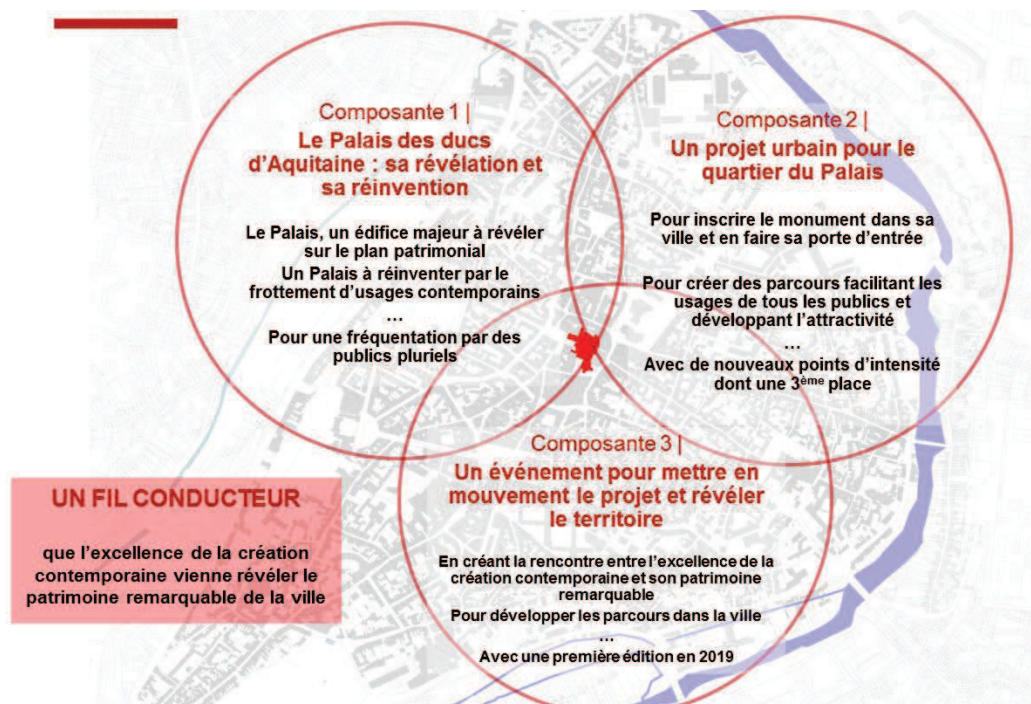 Composante 1 |
Le Palais des ducs
d'Aquitaine : sa révélation et
sa réinvention
Le Palais, un édifice majeur à révéler
sur le plan patrimonial
Un Palais à réinventer par le
frottement d'usages contemporains
...
Pour une fréquentation par des
publics pluriels
Composante 2 |
Un projet urbain pour le
quartier du Palais
Pour inscrire le monument dans sa
ville et en faire sa porte d'entrée
Pour créer des parcours facilitant les
usages de tous les publics et
développant l'attractivité
...
Avec de nouveaux points d'intensité
dont une 3ème place
Composante 3 |
Un événement pour mettre en
mouvement le projet et révéler
le territoire
En créant la rencontre entre l'excellence de la
création contemporaine et son patrimoine
remarquable
Pour développer les parcours dans la ville
...
Avec une première édition en 2019
UN FIL CONDUCTEUR
que l'excellence de la création
contemporaine vienne révéler le
patrimoine remarquable de la ville